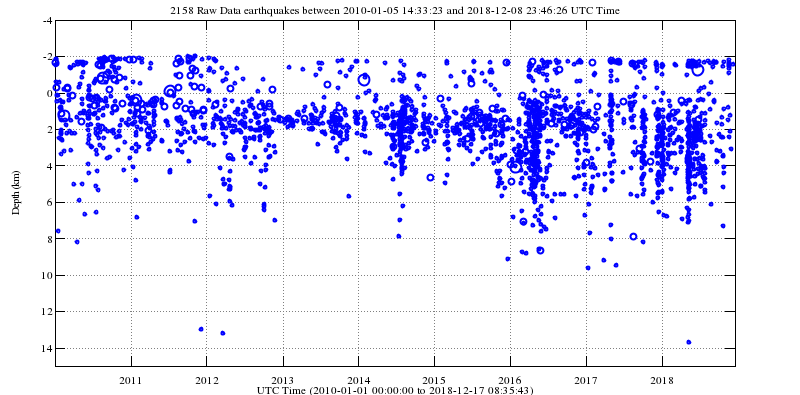 2158 Raw Data earthquakes between 2010-01-05 14:33:23 and 2018-12-08 23:46:26 UTC Time
-4
-2
0
2
4
6
8
10
12
14
Depth (km)
2011 2012 2013 2014 2015 2016 2017 2018
UTC Time (2010-01-01 00:00:00 to 2018-12-17 08:35:43)